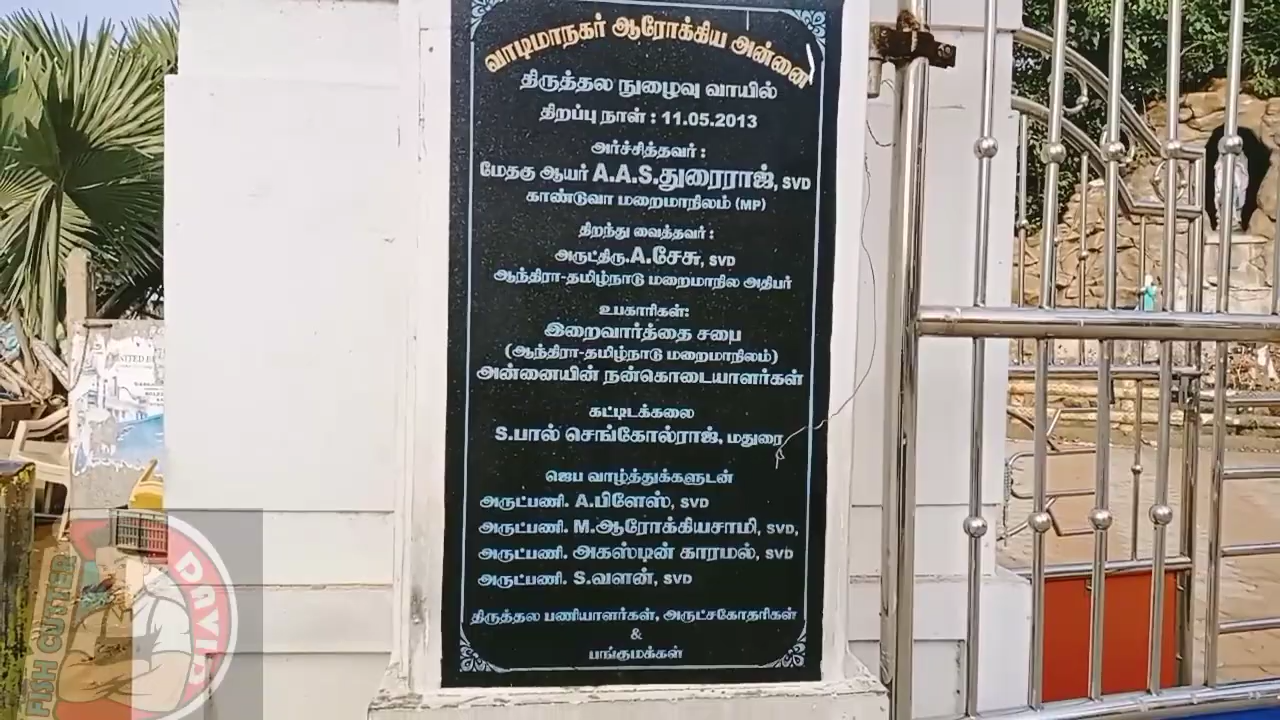 வாடிமாநகர் ஆரோக்கிய அன்னை
திருத்தல நுழைவு வாயில்
திறப்பு நாள் : 11.05.2013
அர்ச்சித்தவர் :
மேதகு ஆயர் A.A.S.துரைராஜ், SVD
காண்டுவா மறைமாநிலம் (MP)
திறந்து வைத்தவர் :
அருட்திரு.A.சேசு, SVD
ஆந்திரா-தமிழ்நாடு மறைமாநில அதிபர்
உபகாரிகள்:
இறைவார்த்தை சபை
(ஆந்திரா-தமிழ்நாடு மறைமாநிலம்)
அன்னையின் நன்கொடையாளர்கள்
கட்டிடக்கலை
S.பால் செங்கோல்ராஜ், மதுரை
ஜெப வாழ்த்துக்களுடன்
அருட்பணி. A.பிளேஸ், SVD
அருட்பணி. M.ஆரோக்கியசாமி, SVD,
அருட்பணி. அகஸ்டின் காரமல், SVD
அருட்பணி. S.வளன், SVD
திருத்தல பணியாளர்கள், அருட்சகோதரிகள்
&
பங்குமக்கள்
FISH CUTTER
DAVID